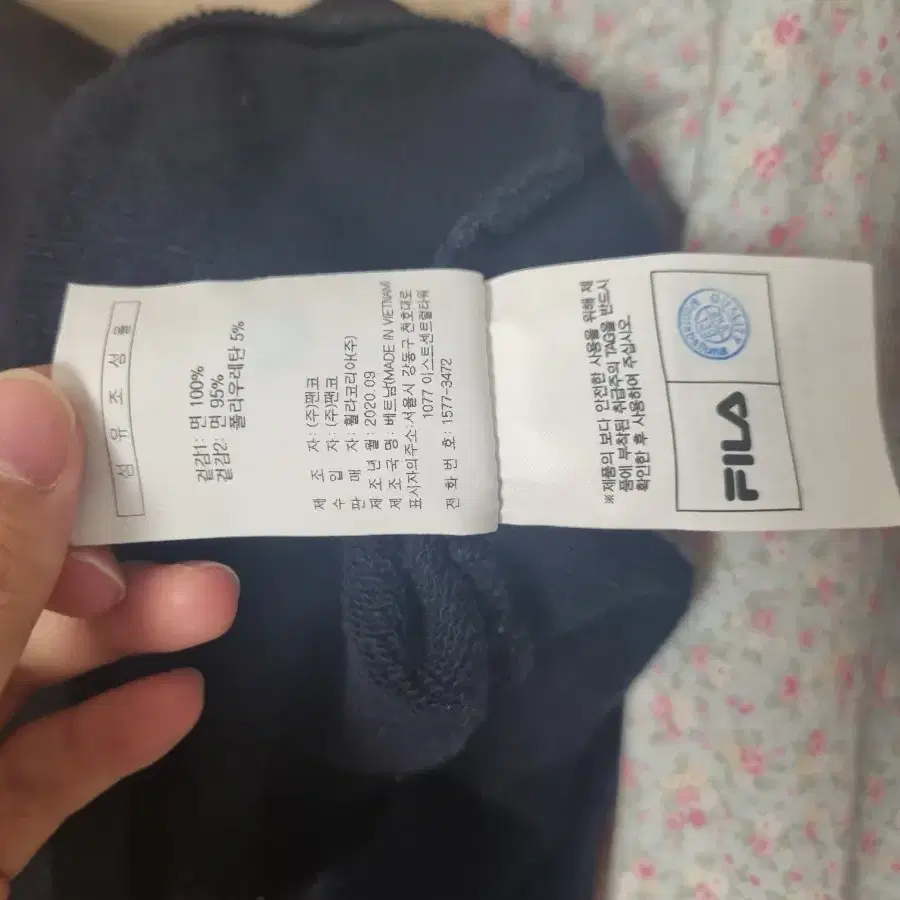 섬 유 조 성 율
겉감1: 면 100%
겉감2: 면 95%
폴리우레탄 5%
제 조 자 : (주)팬코
수 입 자 : (주)팬코
판 매 자 : 휠라코리아(주)
제조년월 : 2020.09
제조국명 : 베트남(MADE IN VIETNAM)
표시자의주소:서울시 강동구 천호대로
1077 이스트센트럴타워
전화번호 : 1577-3472
※제품의 보다 안전한 사용을 위해 제
품에 부착된 취급주의 TAG을 반드시
확인한 후 사용하여 주십시오
QUALITY
FILA